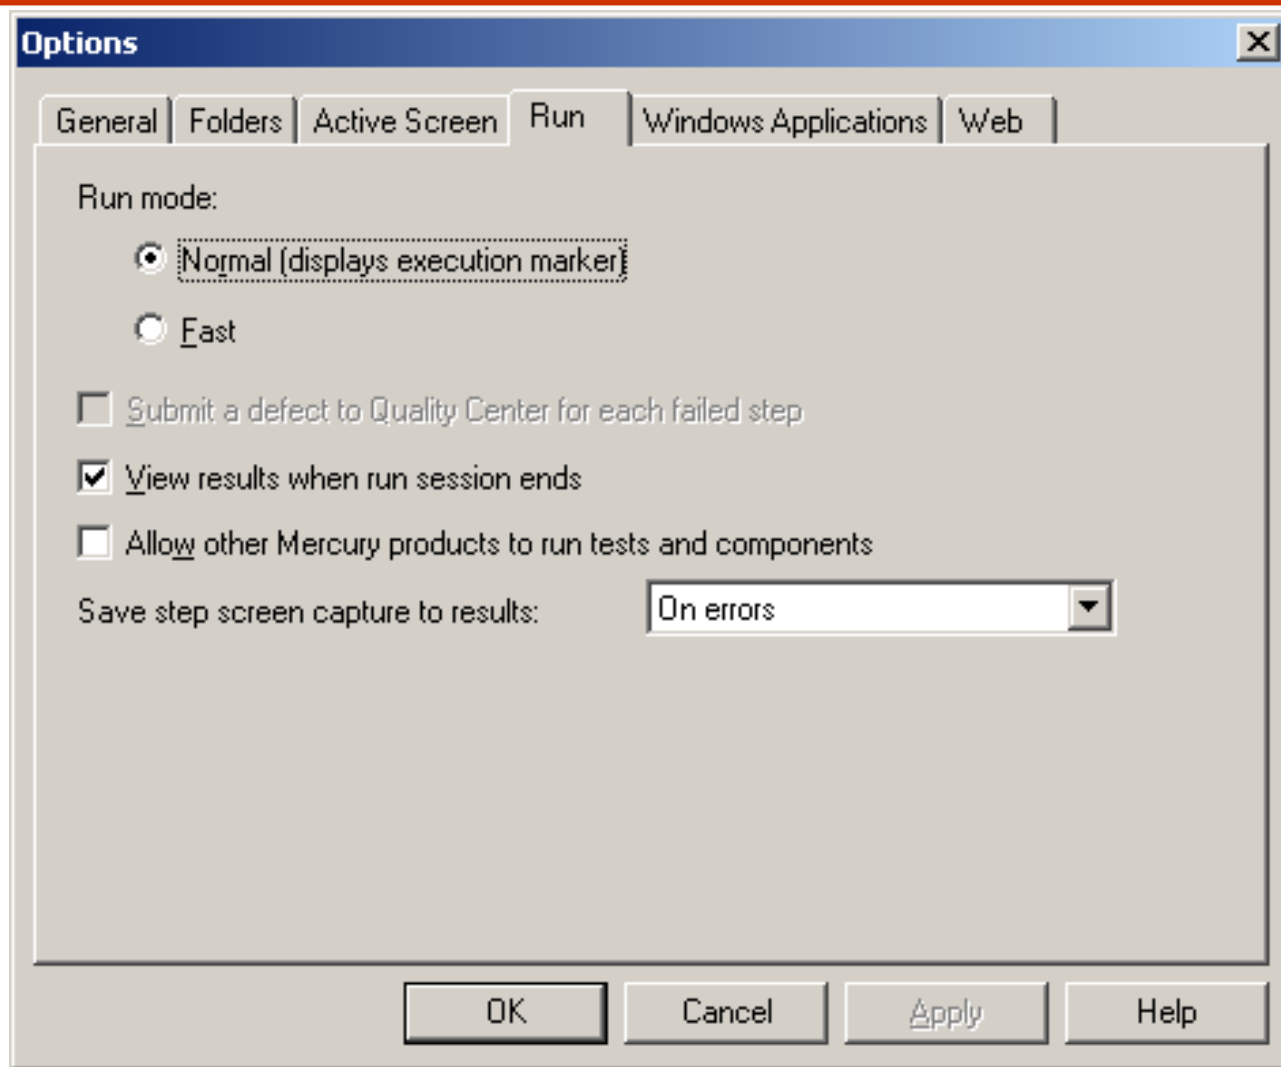 Options
General Folders Active Screen Run Windows Applications Web
Run mode:
Normal (displays execution marker)
Fast
Submit a defect to Quality Center for each failed step
View results when run session ends
Allow other Mercury products to run tests and components
Save step screen capture to results: On errors
OK Cancel Apply Help